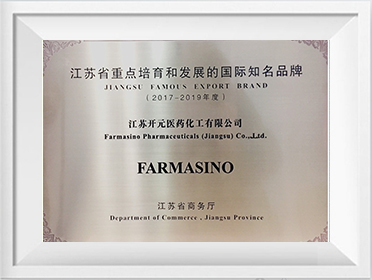 江苏省重点培育和发展的国际知名品牌
JIANGSU FAMOUS EXPORT BRAND
（2017-2019年度）
江苏开元医药化工有限公司
Farmasino Pharmaceuticals (Jiangsu) Co.,Ltd.
FARMASINO
江苏省商务厅
Department of Commerce , Jiangsu Province